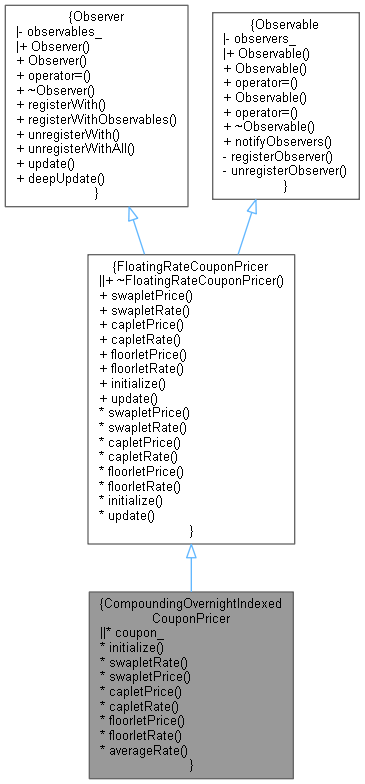 {Observer
|- observables_
|+ Observer()
+ Observer()
+ operator=()
+ ~Observer()
+ registerWith()
+ registerWithObservables()
+ unregisterWith()
+ unregisterWithAll()
+ update()
+ deepUpdate()
}
{Observable
|- observers_
|+ Observable()
+ Observable()
+ operator=()
+ Observable()
+ operator=()
+ ~Observable()
+ notifyObservers()
- registerObserver()
- unregisterObserver()
}
{FloatingRateCouponPricer
||+ ~FloatingRateCouponPricer()
+ swapletPrice()
+ swapletRate()
+ capletPrice()
+ capletRate()
+ floorletPrice()
+ floorletRate()
+ initialize()
+ update()
* swapletPrice()
* swapletRate()
* capletPrice()
* capletRate()
* floorletPrice()
* floorletRate()
* initialize()
* update()
}
{CompoundingOvernightIndexed
CouponPricer
||* coupon_
* initialize()
* swapletRate()
* swapletPrice()
* capletPrice()
* capletRate()
* floorletPrice()
* floorletRate()
* averageRate()
}